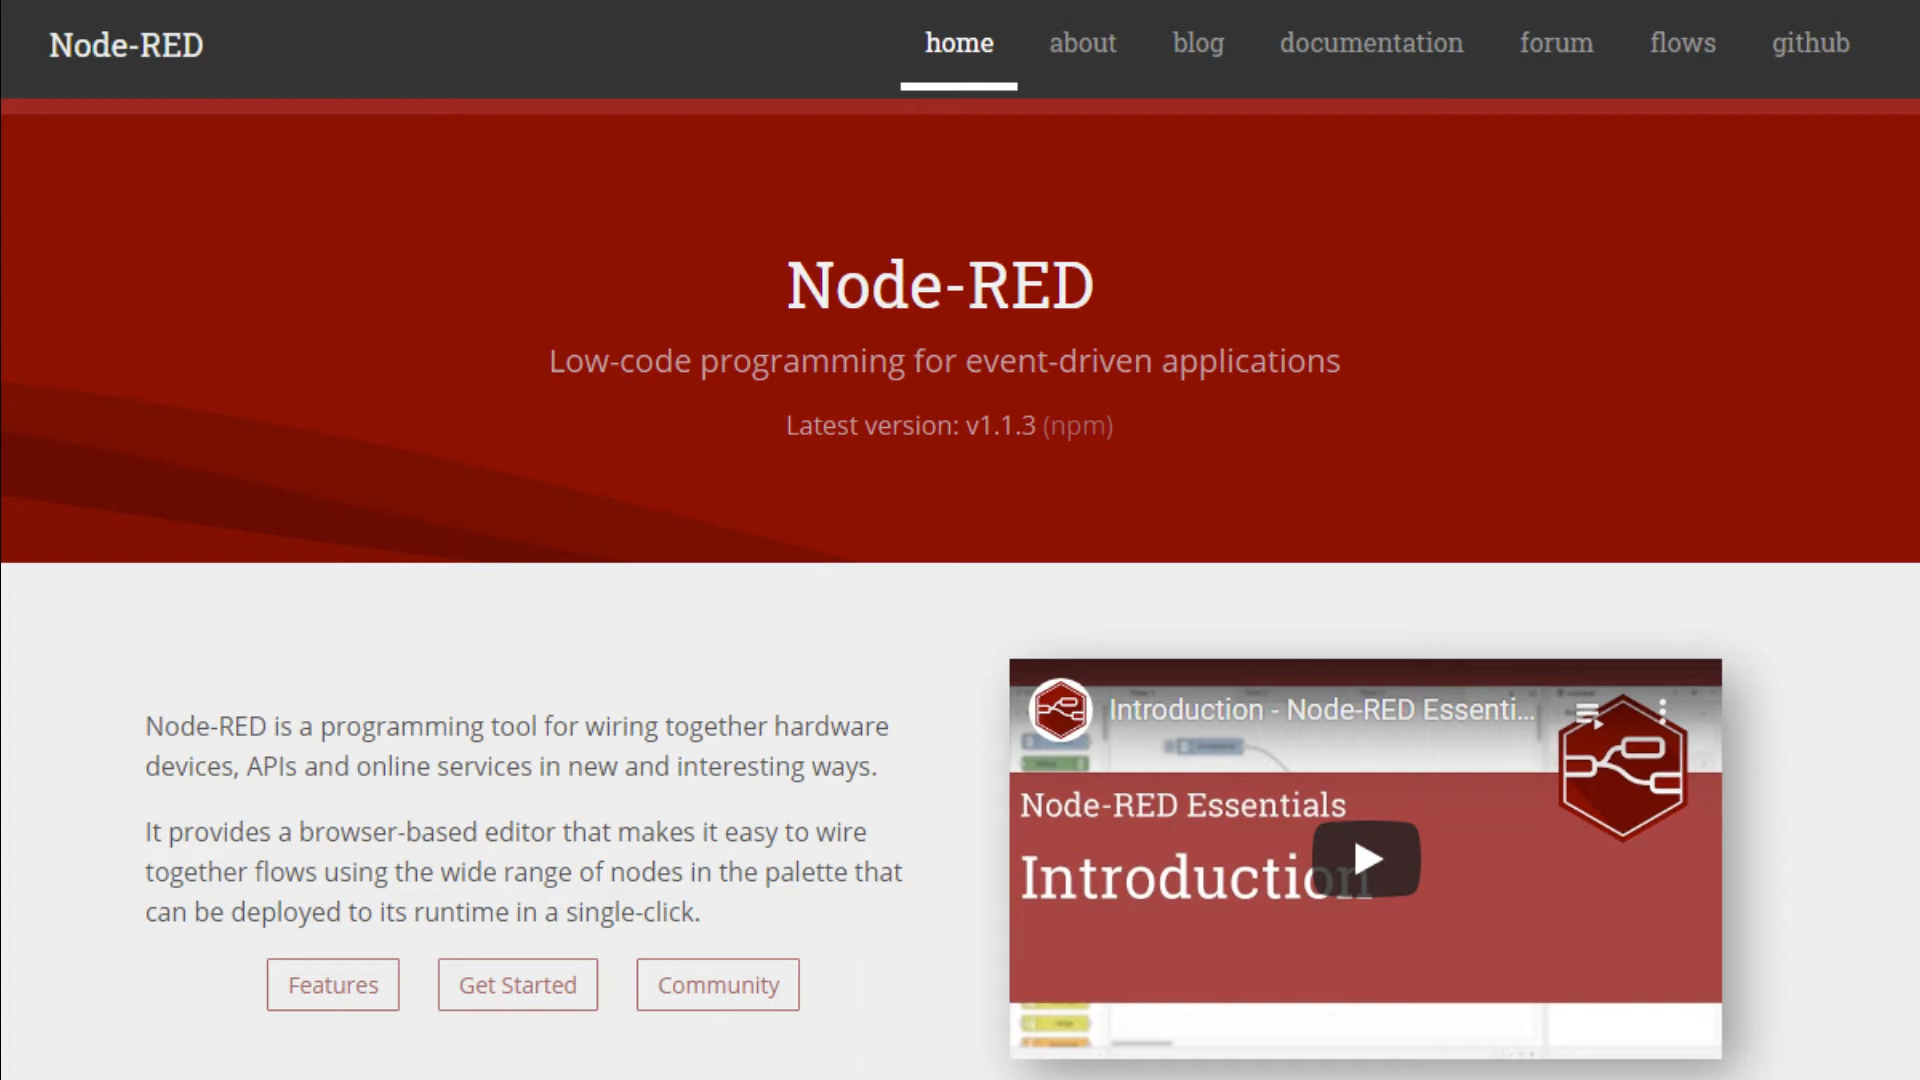 Node-RED
home about blog documentation forum flows github
Node-RED
Low-code programming for event-driven applications
Latest version: v1.1.3 (npm)
Node-RED is a programming tool for wiring together hardware
devices, APIs and online services in new and interesting ways.
It provides a browser-based editor that makes it easy to wire
together flows using the wide range of nodes in the palette that
can be deployed to its runtime in a single-click.
Features Get Started Community
Introduction - Node-RED Essenti...
Node-RED Essentials
Introduction